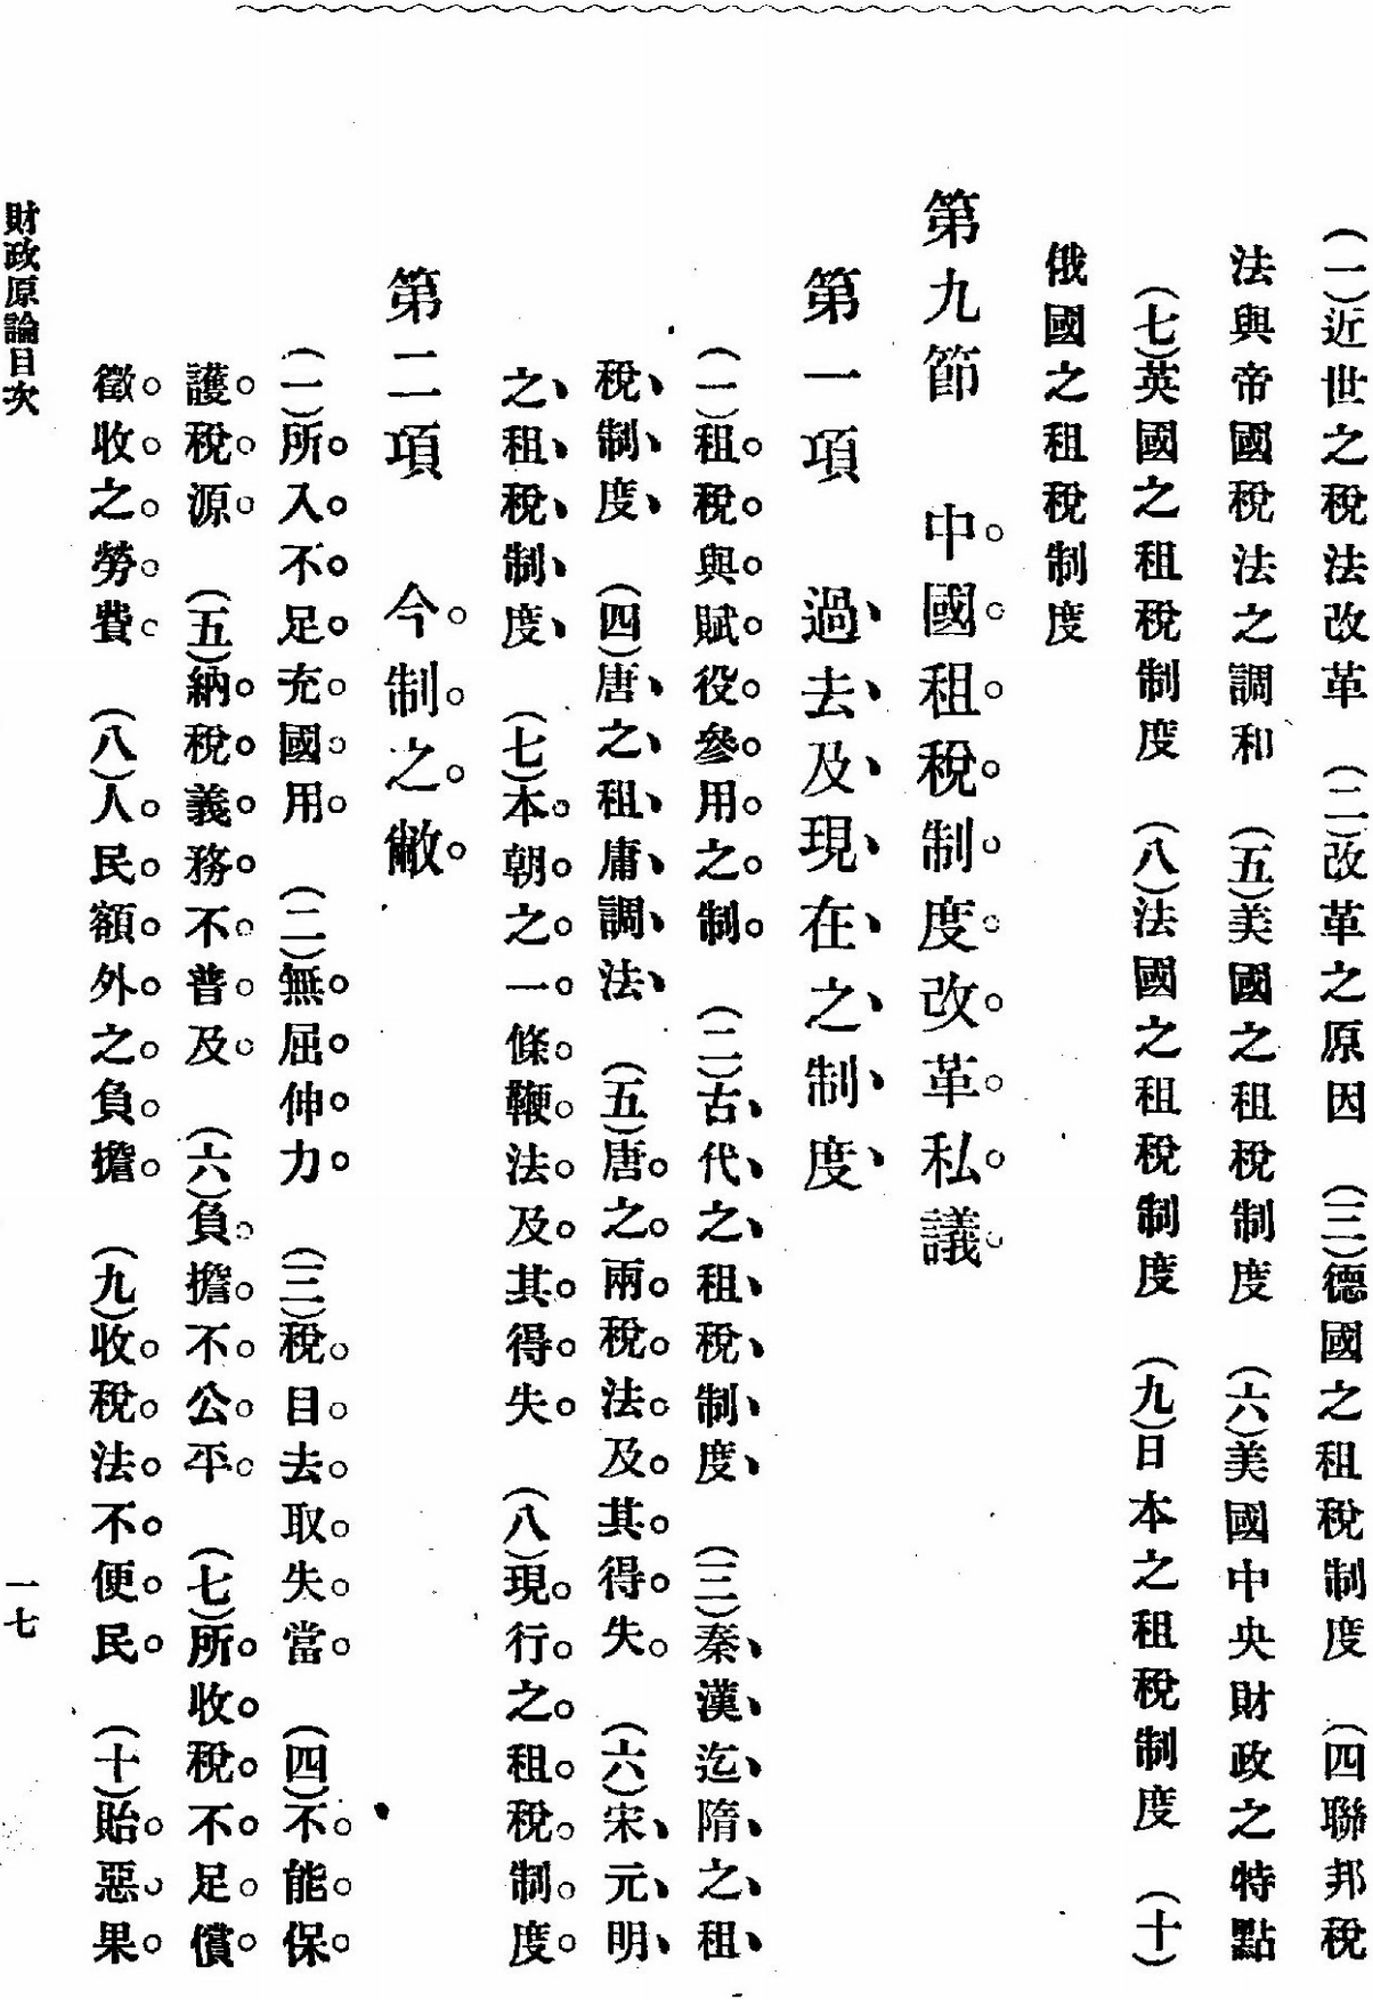 (一)近世之稅法改革 (二)改革之原因 (三)德國之租稅制度 (四聯邦稅
法與帝國稅法之調和 (五)美國之租稅制度 (六)美國中央財政之特點
(七)英國之租稅制度 (八)法國之租稅制度 (九)日本之租稅制度 (十)
俄國之租稅制度
第九節 中國租稅制度改革私議
第一項 過去及現在之制度
(一)租稅與賦役參用之制 (二)古代之租稅制度 (三)秦漢迄隋之租
稅制度 (四)唐之租庸調法 (五)唐之兩稅法及其得失 (六)宋元明
之租稅制度 (七)本朝之一條鞭法及其得失 (八)現行之租稅制度
第二項 今制之敝
(一)所入不足充國用 (二)無屈伸力 (三)稅目去取失當 (四)不能保
護稅源 (五)納稅義務不普及 (六)負擔不公平 (七)所收稅不足償
徵收之勞費 (八)人民額外之負擔 (九)收稅法不便民 (十)貽惡果
財政原論目次
一七